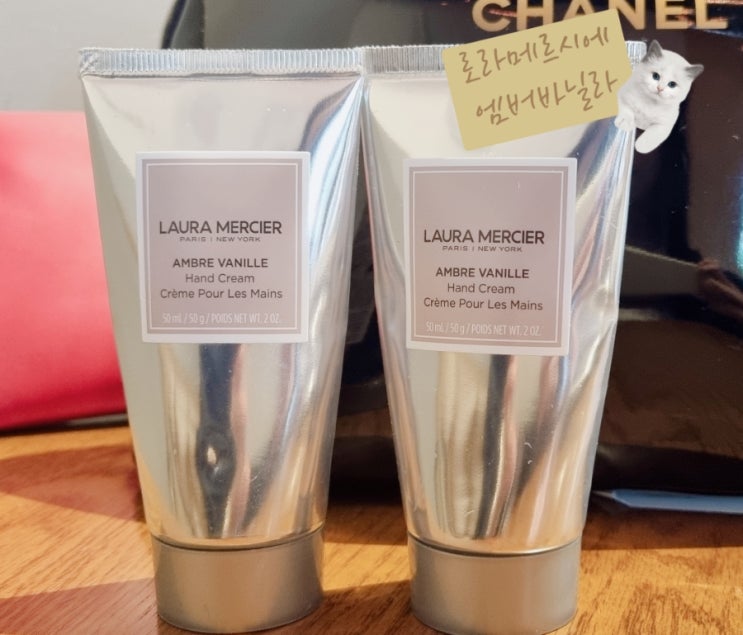 CHANEL
로라메르시에
엠버바닐라
LAURA MERCIER
PARIS | NEW YORK
AMBRE VANILLE
Hand Cream
Crème Pour Les Mains
50 mL / 50 g / POIDS NET WT. 2 OZ.
LAURA MERCIER
PARIS | NEW YORK
AMBRE VANILLE
Hand Cream
Crème Pour Les Mains
50 mL / 50 g / POIDS NET WT. 2 OZ.